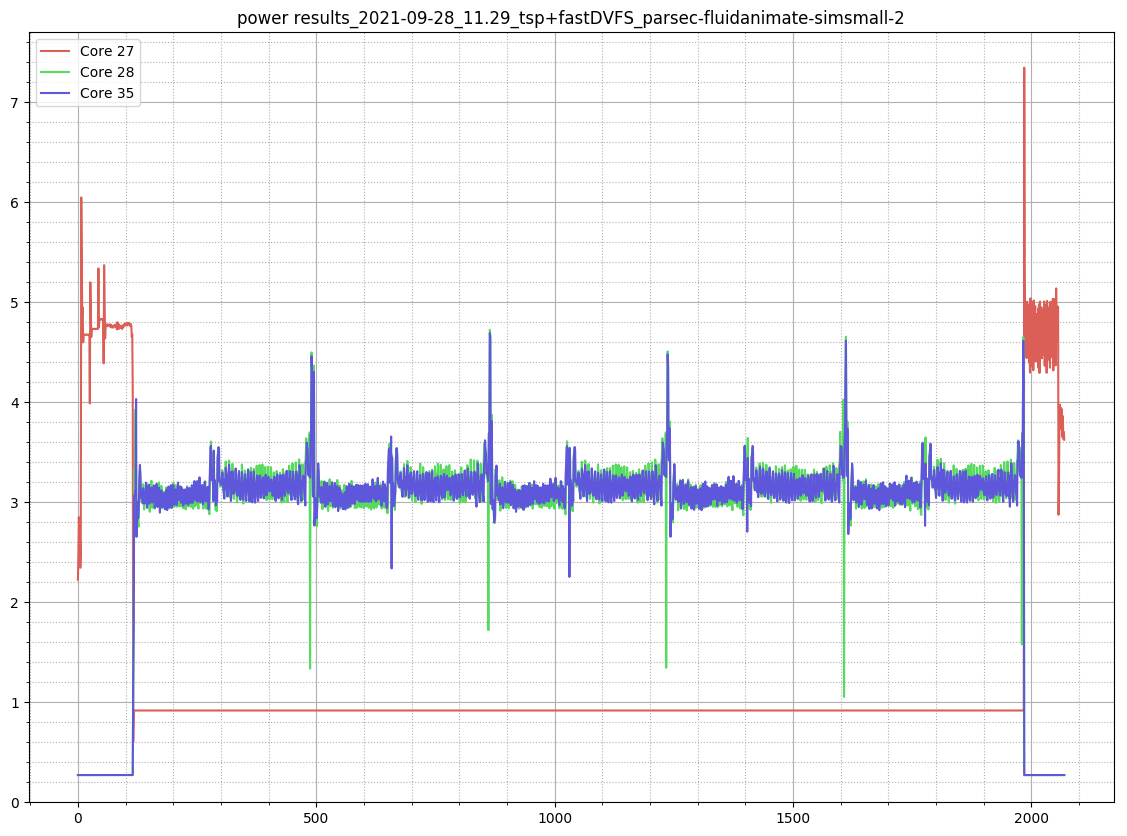 power results_2021-09-28_11.29_tsp+fastDVFS_parsec-fluidanimate-simsmall-2
Core 27
Core 28
Core 35
7
6
5
4
3
2
1
0
0 500 1000 1500 2000